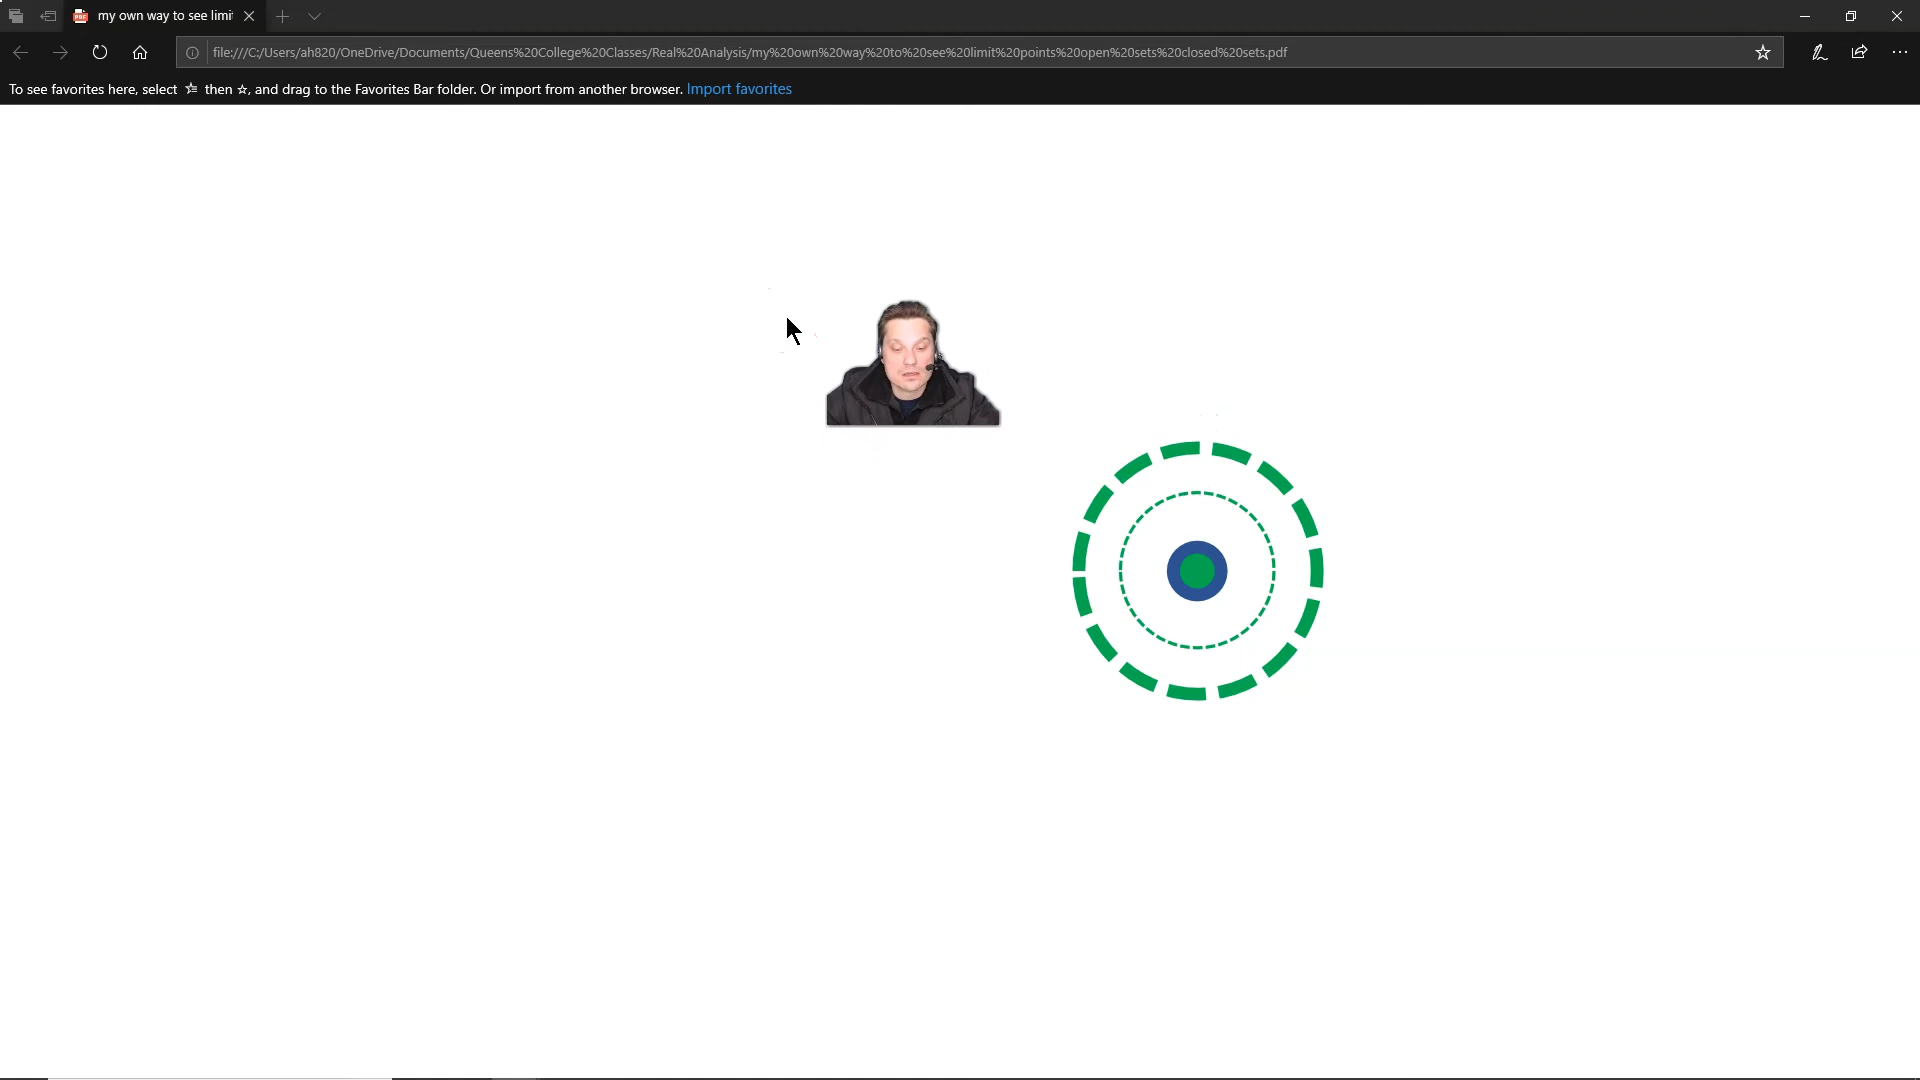 my own way to see limit
file:///C:/Users/ah820/OneDrive/Documents/Queens%20College%20Classes/Real%20Analysis/my%20own%20way%20to%20see%20limit%20points%20open%20sets%20closed%20sets.pdf
To see favorites here, select then ☆, and drag to the Favorites Bar folder. Or import from another browser. Import favorites